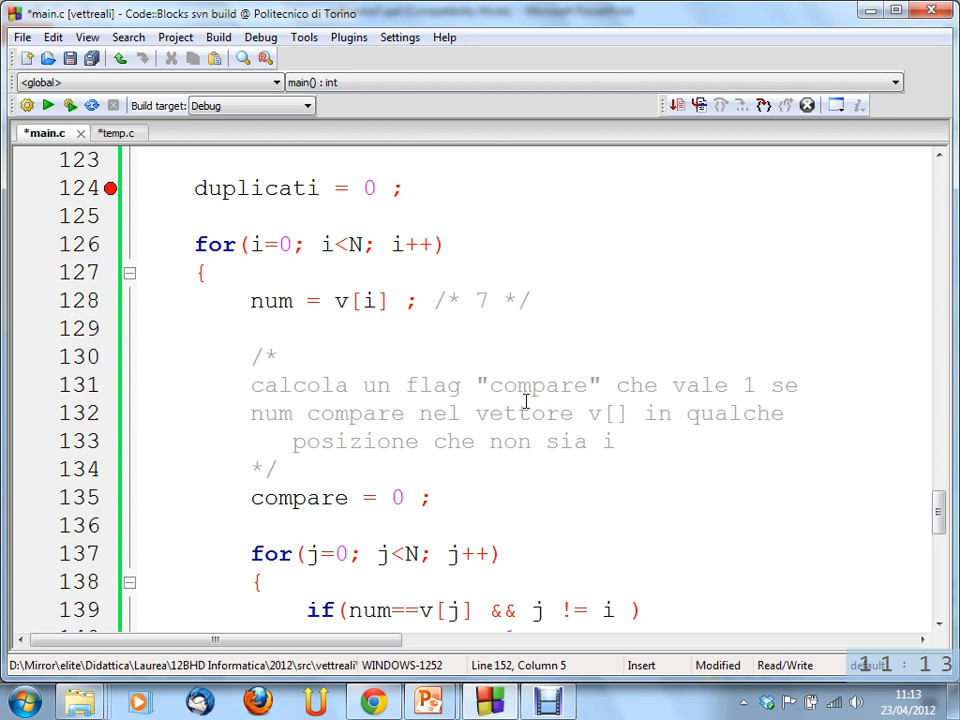 *main.c [vettreali] - Code::Blocks svn build @ Politecnico di Torino
File Edit View Search Project Build Debug Tools Plugins Settings Help
<global> main() : int
Build target: Debug
*main.c *temp.c
123
124 duplicati = 0 ;
125
126 for(i=0; i<N; i++)
127 {
128 num = v[i] ; /* 7 */
129
130 /*
131 calcola un flag "compare" che vale 1 se
132 num compare nel vettore v[] in qualche
133 posizione che non sia i
134 */
135 compare = 0 ;
136
137 for(j=0; j<N; j++)
138 {
139 if(num==v[j] && j != i )
D:\Mirror\elite\Didattica\Laurea\12BHD Informatica\2012\src\vettreali\ WINDOWS-1252 Line 152, Column 5 Insert Modified Read/Write default
11:13
11:13
23/04/2012